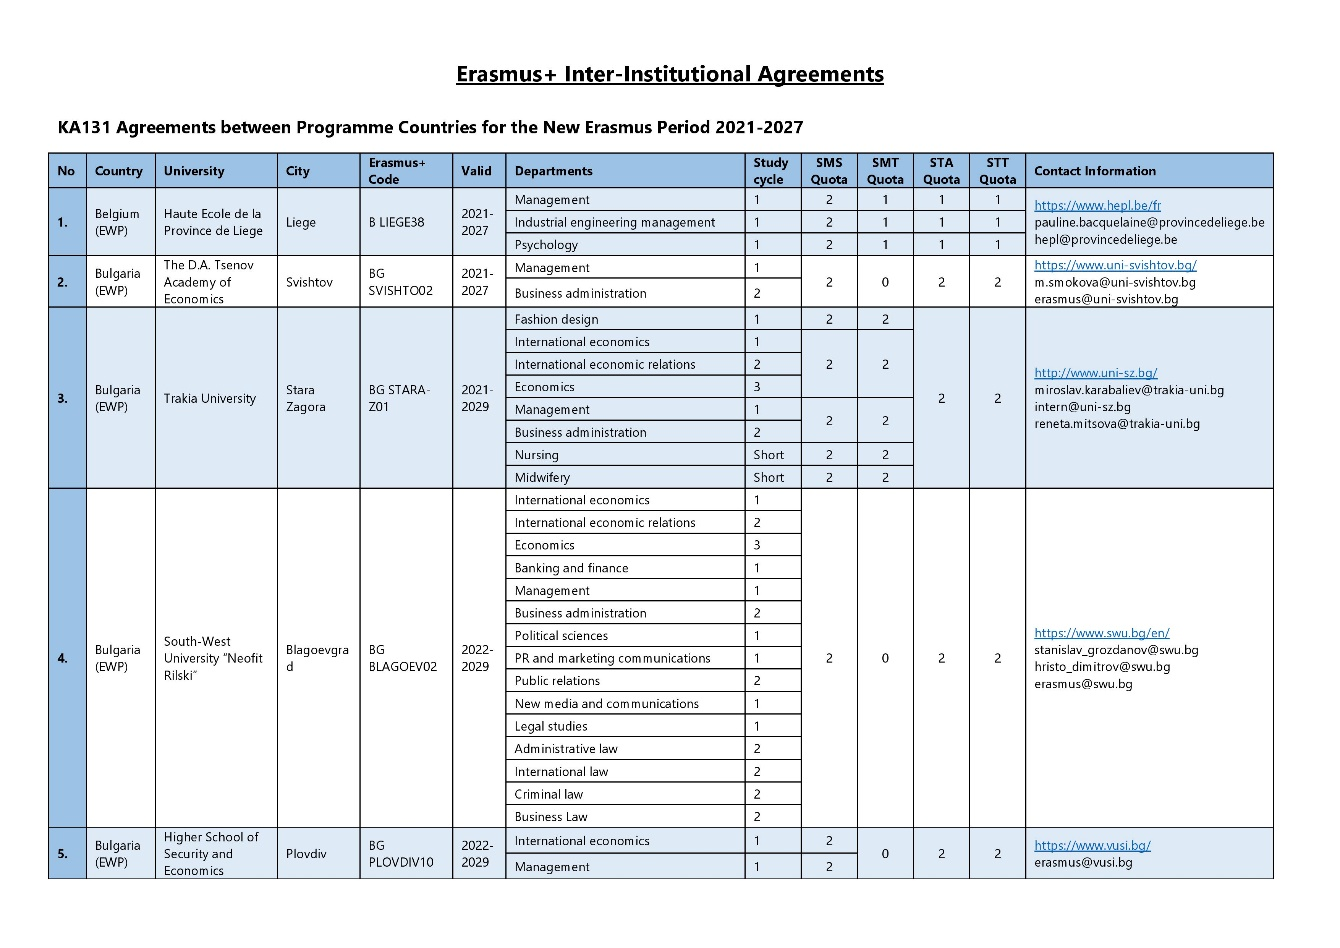 Erasmus+ Inter-Institutional Agreements
KA131 Agreements between Programme Countries for the New Erasmus Period 2021-2027
No Country University City Erasmus+ Code Valid Departments Study cycle SMS Quota SMT Quota STA Quota STT Quota Contact Information
1. Belgium (EWP) Haute Ecole de la Province de Liege Liege B LIEGE38 2021-2027
Management 1 2 1 1 1
Industrial engineering management 1 2 1 1 1
Psychology 1 2 1 1 1
https://www.hepl.be/fr
pauline.bacquelaine@provincedeliege.be
hepl@provincedeliege.be
2. Bulgaria (EWP) The D.A. Tsenov Academy of Economics Svishtov BG SVISHTO02 2021-2027
Management 1
Business administration 2
2 0 2 2
https://www.uni-svishtov.bg/
m.smokova@uni-svishtov.bg
erasmus@uni-svishtov.bg
3. Bulgaria (EWP) Trakia University Stara Zagora BG STARA-Z01 2021-2029
Fashion design 1 2 2
International economics 1
International economic relations 2 2 2
Economics 3
Management 1
Business administration 2
2 2
Nursing Short 2 2
Midwifery Short 2 2
2 2
http://www.uni-sz.bg/
miroslav.karabaliev@trakia-uni.bg
intern@uni-sz.bg
reneta.mitsova@trakia-uni.bg
4. Bulgaria (EWP) South-West University "Neofit Rilski" Blagoevgrad BG BLAGOEV02 2022-2029
International economics 1
International economic relations 2
Economics 3
Banking and finance 1
Management 1
Business administration 2
Political sciences 1
PR and marketing communications 1
Public relations 2
New media and communications 1
Legal studies 1
Administrative law 2
International law 2
Criminal law 2
Business Law 2
2 0 2 2
https://www.swu.bg/en/
stanislav_grozdanov@swu.bg
hristo_dimitrov@swu.bg
erasmus@swu.bg
5. Bulgaria (EWP) Higher School of Security and Economics Plovdiv BG PLOVDIV10 2022-2029
International economics 1 2
Management 1 2
0 2 2
https://www.vusi.bg/
erasmus@vusi.bg